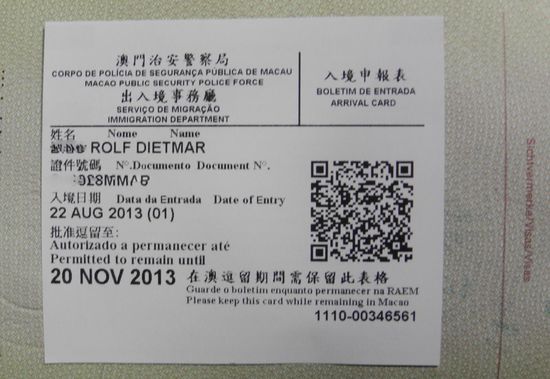 澳門治安警察局
CORPO DE POLÍCIA DE SEGURANÇA PÚBLICA DE MACAU
MACAO PUBLIC SECURITY POLICE FORCE
出入境事務廳
SERVIÇO DE MIGRAÇÃO
IMMIGRATION DEPARTMENT
入境申報表
BOLETIM DE ENTRADA
ARRIVAL CARD
姓名 Nome Name
ROLF DIETMAR
證件號碼 Nº.Documento Document Nº.
入境日期 Data da Entrada Date of Entry
22 AUG 2013 (01)
批准逗留至:
Autorizado a permanecer até
Permitted to remain until
20 NOV 2013 在澳逗留期間需保留此表格
Guarde o boletim enquanto permanecer na RAEM
Please keep this card while remaining in Macao
1110-00346561
Sichtvermerke/Visas/Visas